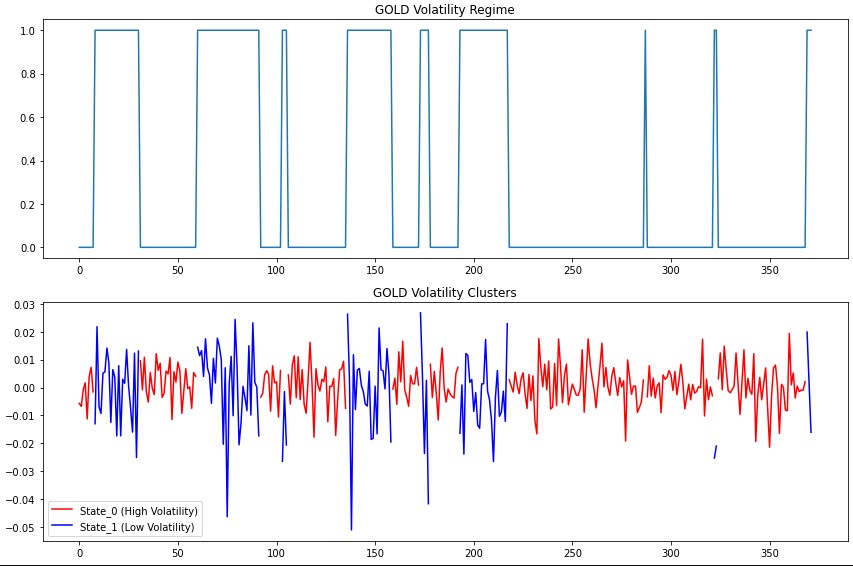 GOLD Volatility Regime
1.0
0.8
0.6
0.4
0.2
0.0
0 50 100 150 200 250 300 350
GOLD Volatility Clusters
0.03
0.02
0.01
0.00
−0.01
−0.02
−0.03
−0.04
−0.05
State_0 (High Volatility)
State_1 (Low Volatility)
0 50 100 150 200 250 300 350